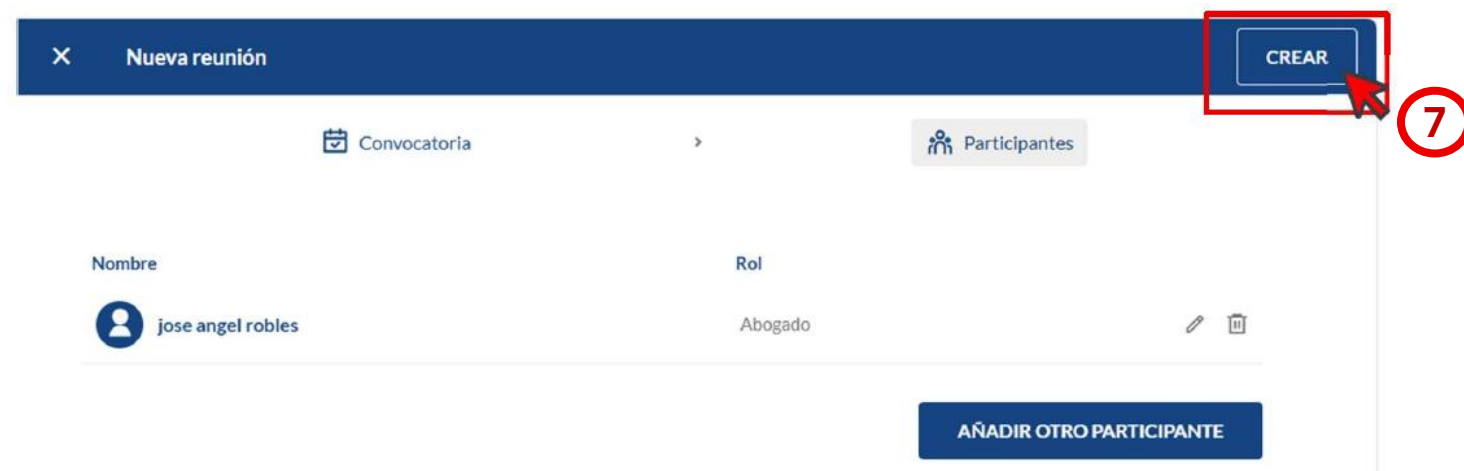 Nueva reunión
CREAR
7
Convocatoria
Participantes
Nombre
Rol
jose angel robles
Abogado
AÑADIR OTRO PARTICIPANTE